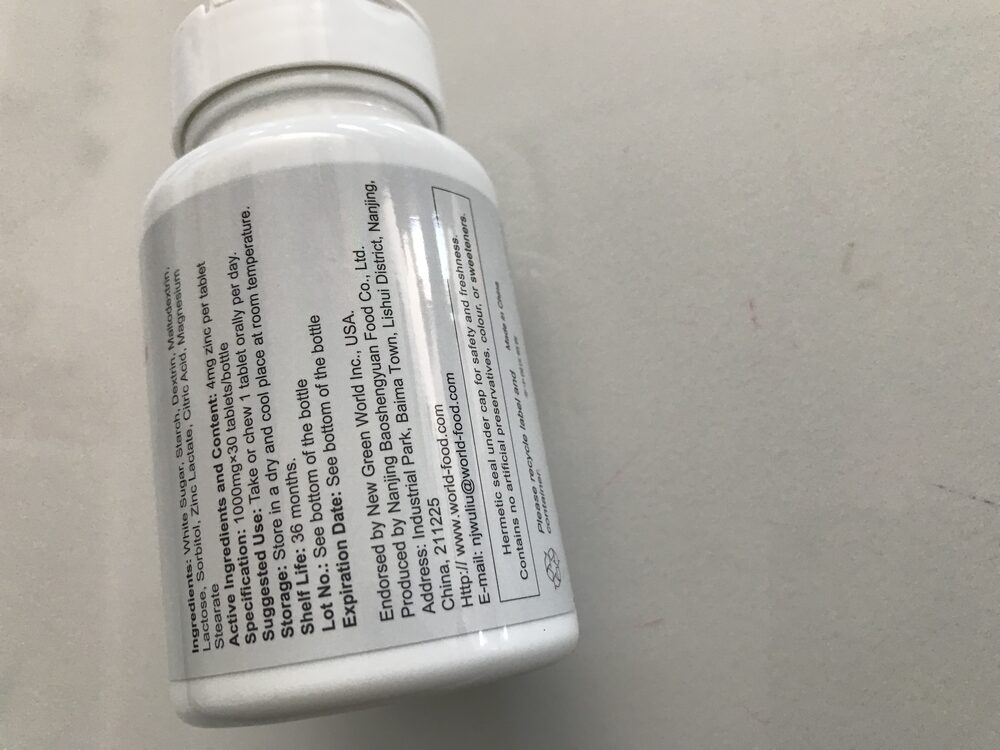 Ingredients: White Sugar, Starch, Dextrin, Maltodextrin,
Lactose, Sorbitol, Zinc Lactate, Citric Acid, Magnesium
Stearate
Active Ingredients and Content: 4mg zinc per tablet
Specification: 1000mg×30 tablets/bottle
Suggested Use: Take or chew 1 tablet orally per day.
Storage: Store in a dry and cool place at room temperature.
Shelf Life: 36 months.
Lot No.: See bottom of the bottle
Expiration Date: See bottom of the bottle
Endorsed by New Green World Inc., USA.
Produced by Nanjing Baoshengyuan Food Co., Ltd.
Address: Industrial Park, Baima Town, Lishui District, Nanjing,
China, 211225
Http:// www.world-food.com
E-mail: njwuliu@world-food.com
Hermetic seal under cap for safety and freshness.
Contains no artificial preservatives, colour, or sweeteners.
Please recycle label and
container.
Made in China